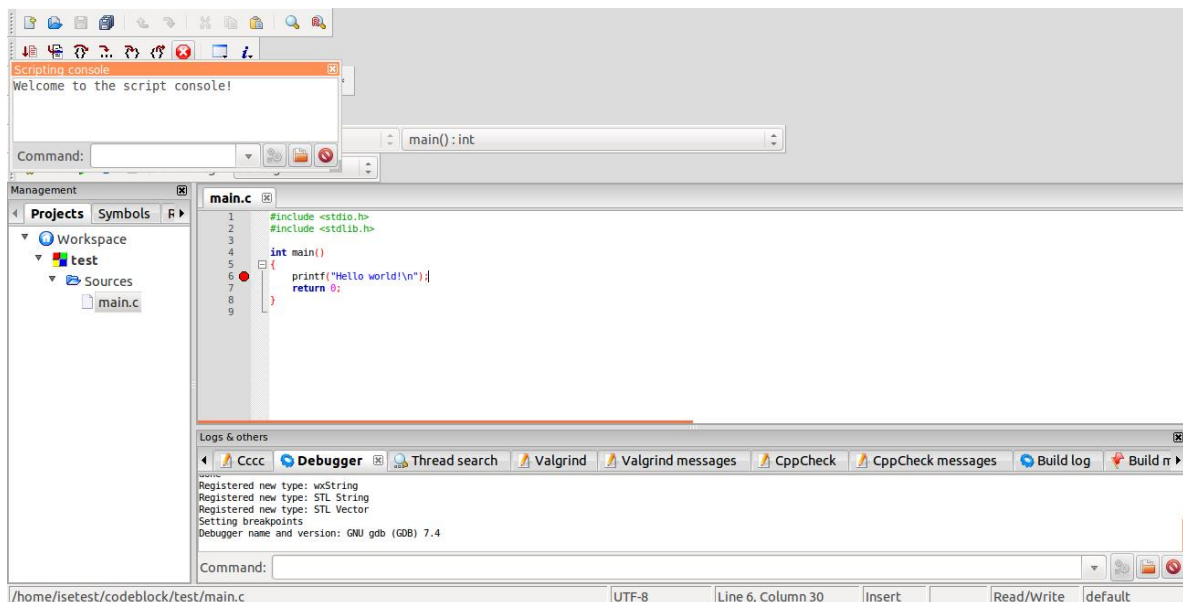 Scripting console
Welcome to the script console!
Command:
main() : int
Management
Projects Symbols R
Workspace
test
Sources
main.c
main.c
1 #include <stdio.h>
2 #include <stdlib.h>
3
4 int main()
5 {
6 printf("Hello world!\n");
7 return 0;
8 }
9
Logs & others
Cccc Debugger Thread search Valgrind Valgrind messages CppCheck CppCheck messages Build log Build m
Registered new type: wxString
Registered new type: STL String
Registered new type: STL Vector
Setting breakpoints
Debugger name and version: GNU gdb (GDB) 7.4
Command:
/home/isetest/codeblock/test/main.c UTF-8 Line 6, Column 30 Insert Read/Write default